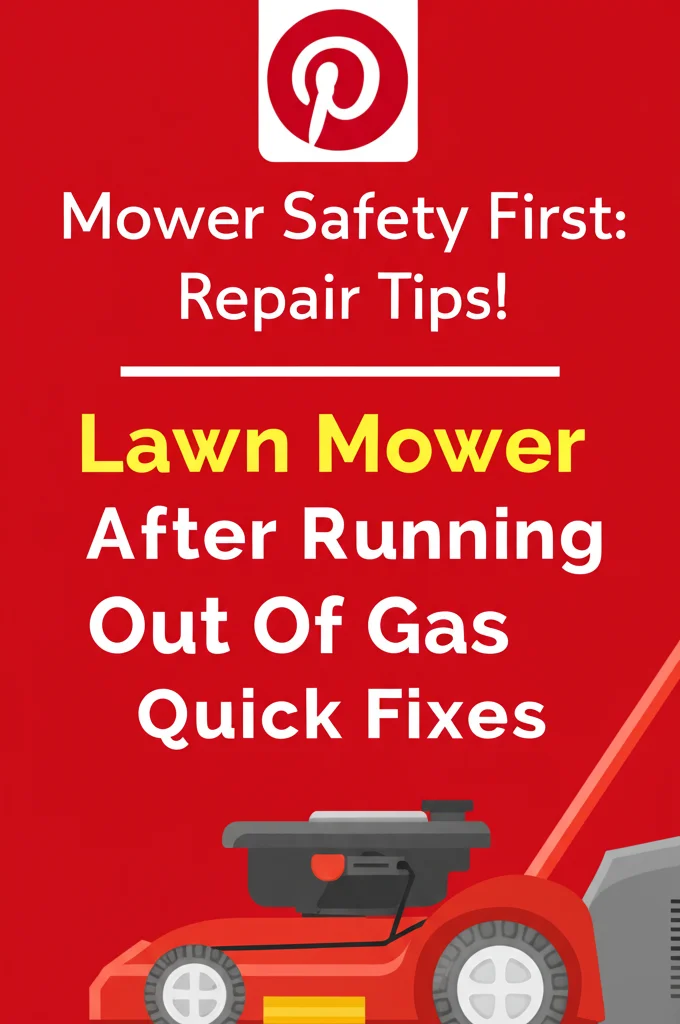 Mower Safety First:
Repair Tips!
Lawn Mower
After Running
Out Of Gas
Quick Fixes